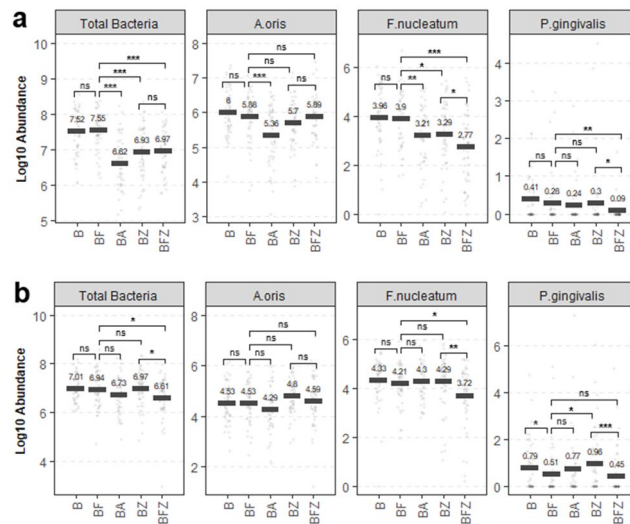 a
Total Bacteria
A.oris
F.nucleatum
P.gingivalis
Log10 Abundance
10
9
8
7
6
5
ns
***
***
***
ns
7.52
7.55
6.62
6.93
6.97
B
BF
BA
BZ
BFZ
8
7
6
5
4
3
ns
***
ns
ns
ns
6
5.88
5.36
5.7
5.89
B
BF
BA
BZ
BFZ
6
4
2
0
ns
**
*
***
*
3.96
3.9
3.21
3.29
2.77
B
BF
BA
BZ
BFZ
4
2
0
ns
ns
ns
**
*
0.41
0.28
0.24
0.3
0.09
B
BF
BA
BZ
BFZ
b
Total Bacteria
A.oris
F.nucleatum
P.gingivalis
Log10 Abundance
10
8
6
4
ns
ns
ns
*
*
7.01
6.94
6.73
6.97
6.61
B
BF
BA
BZ
BFZ
8
6
4
2
ns
ns
ns
ns
ns
4.53
4.53
4.29
4.8
4.59
B
BF
BA
BZ
BFZ
6
4
2
0
ns
ns
ns
*
**
4.33
4.21
4.3
4.29
3.72
B
BF
BA
BZ
BFZ
6
4
2
0
*
ns
*
ns
***
0.79
0.51
0.77
0.96
0.45
B
BF
BA
BZ
BFZ